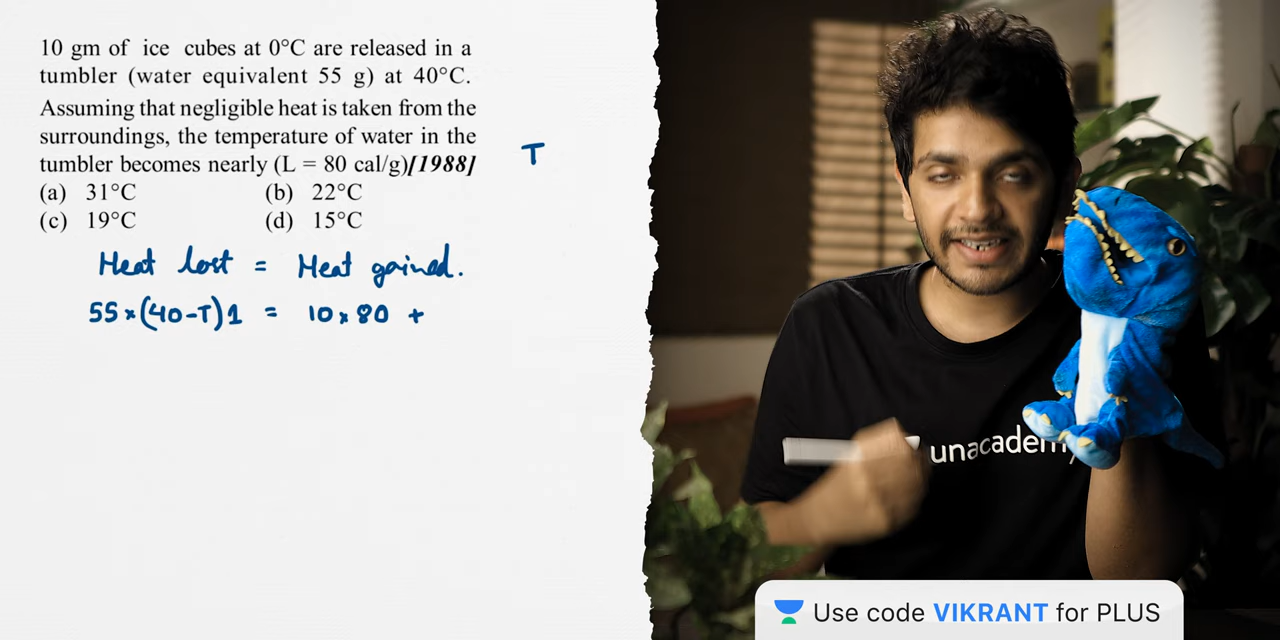 10 gm of ice cubes at 0°C are released in a
tumbler (water equivalent 55 g) at 40°C.
Assuming that negligible heat is taken from the
surroundings, the temperature of water in the
tumbler becomes nearly (L = 80 cal/g)[1988]
(a) 31°C (b) 22°C
(c) 19°C (d) 15°C
T
Heat lost = Heat gained.
55×(40-T)1 = 10×80 +
unacademy
Use code VIKRANT for PLUS